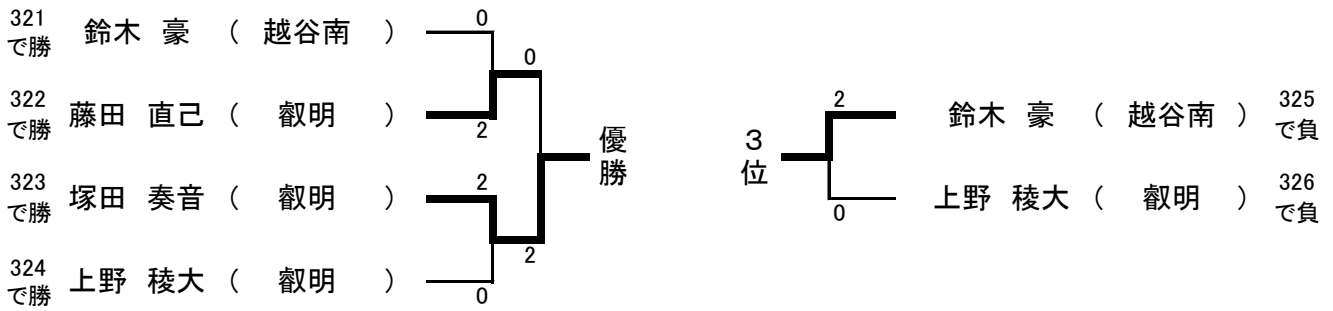 321
で勝
鈴木 豪 ( 越谷南 )
0
322
で勝
藤田 直己 ( 叡明 )
2
0
323
で勝
塚田 奏音 ( 叡明 )
2
324
で勝
上野 稜大 ( 叡明 )
0
2
優勝
3位
2
鈴木 豪 ( 越谷南 )
325
で負
0
上野 稜大 ( 叡明 )
326
で負